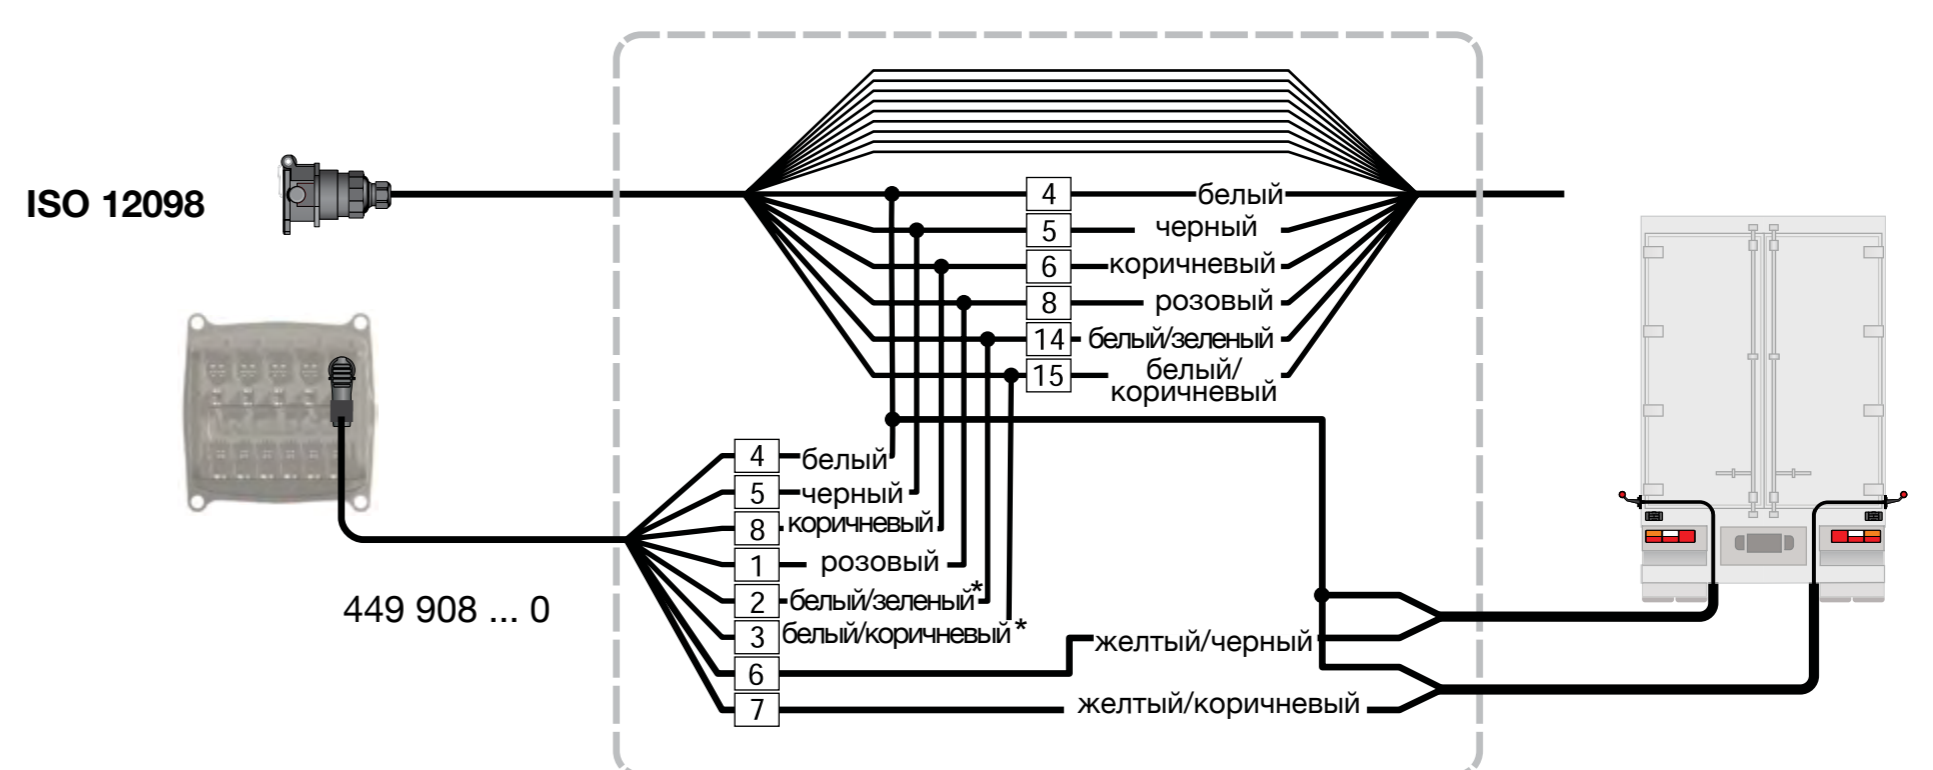 ISO 12098
4 белый
5 черный
6 коричневый
8 розовый
14 белый/зеленый
15 белый/
коричневый
4 белый
5 черный
8 коричневый
1 розовый
2 белый/зеленый*
3 белый/коричневый*
6 желтый/черный
7 желтый/коричневый
449 908 ... 0